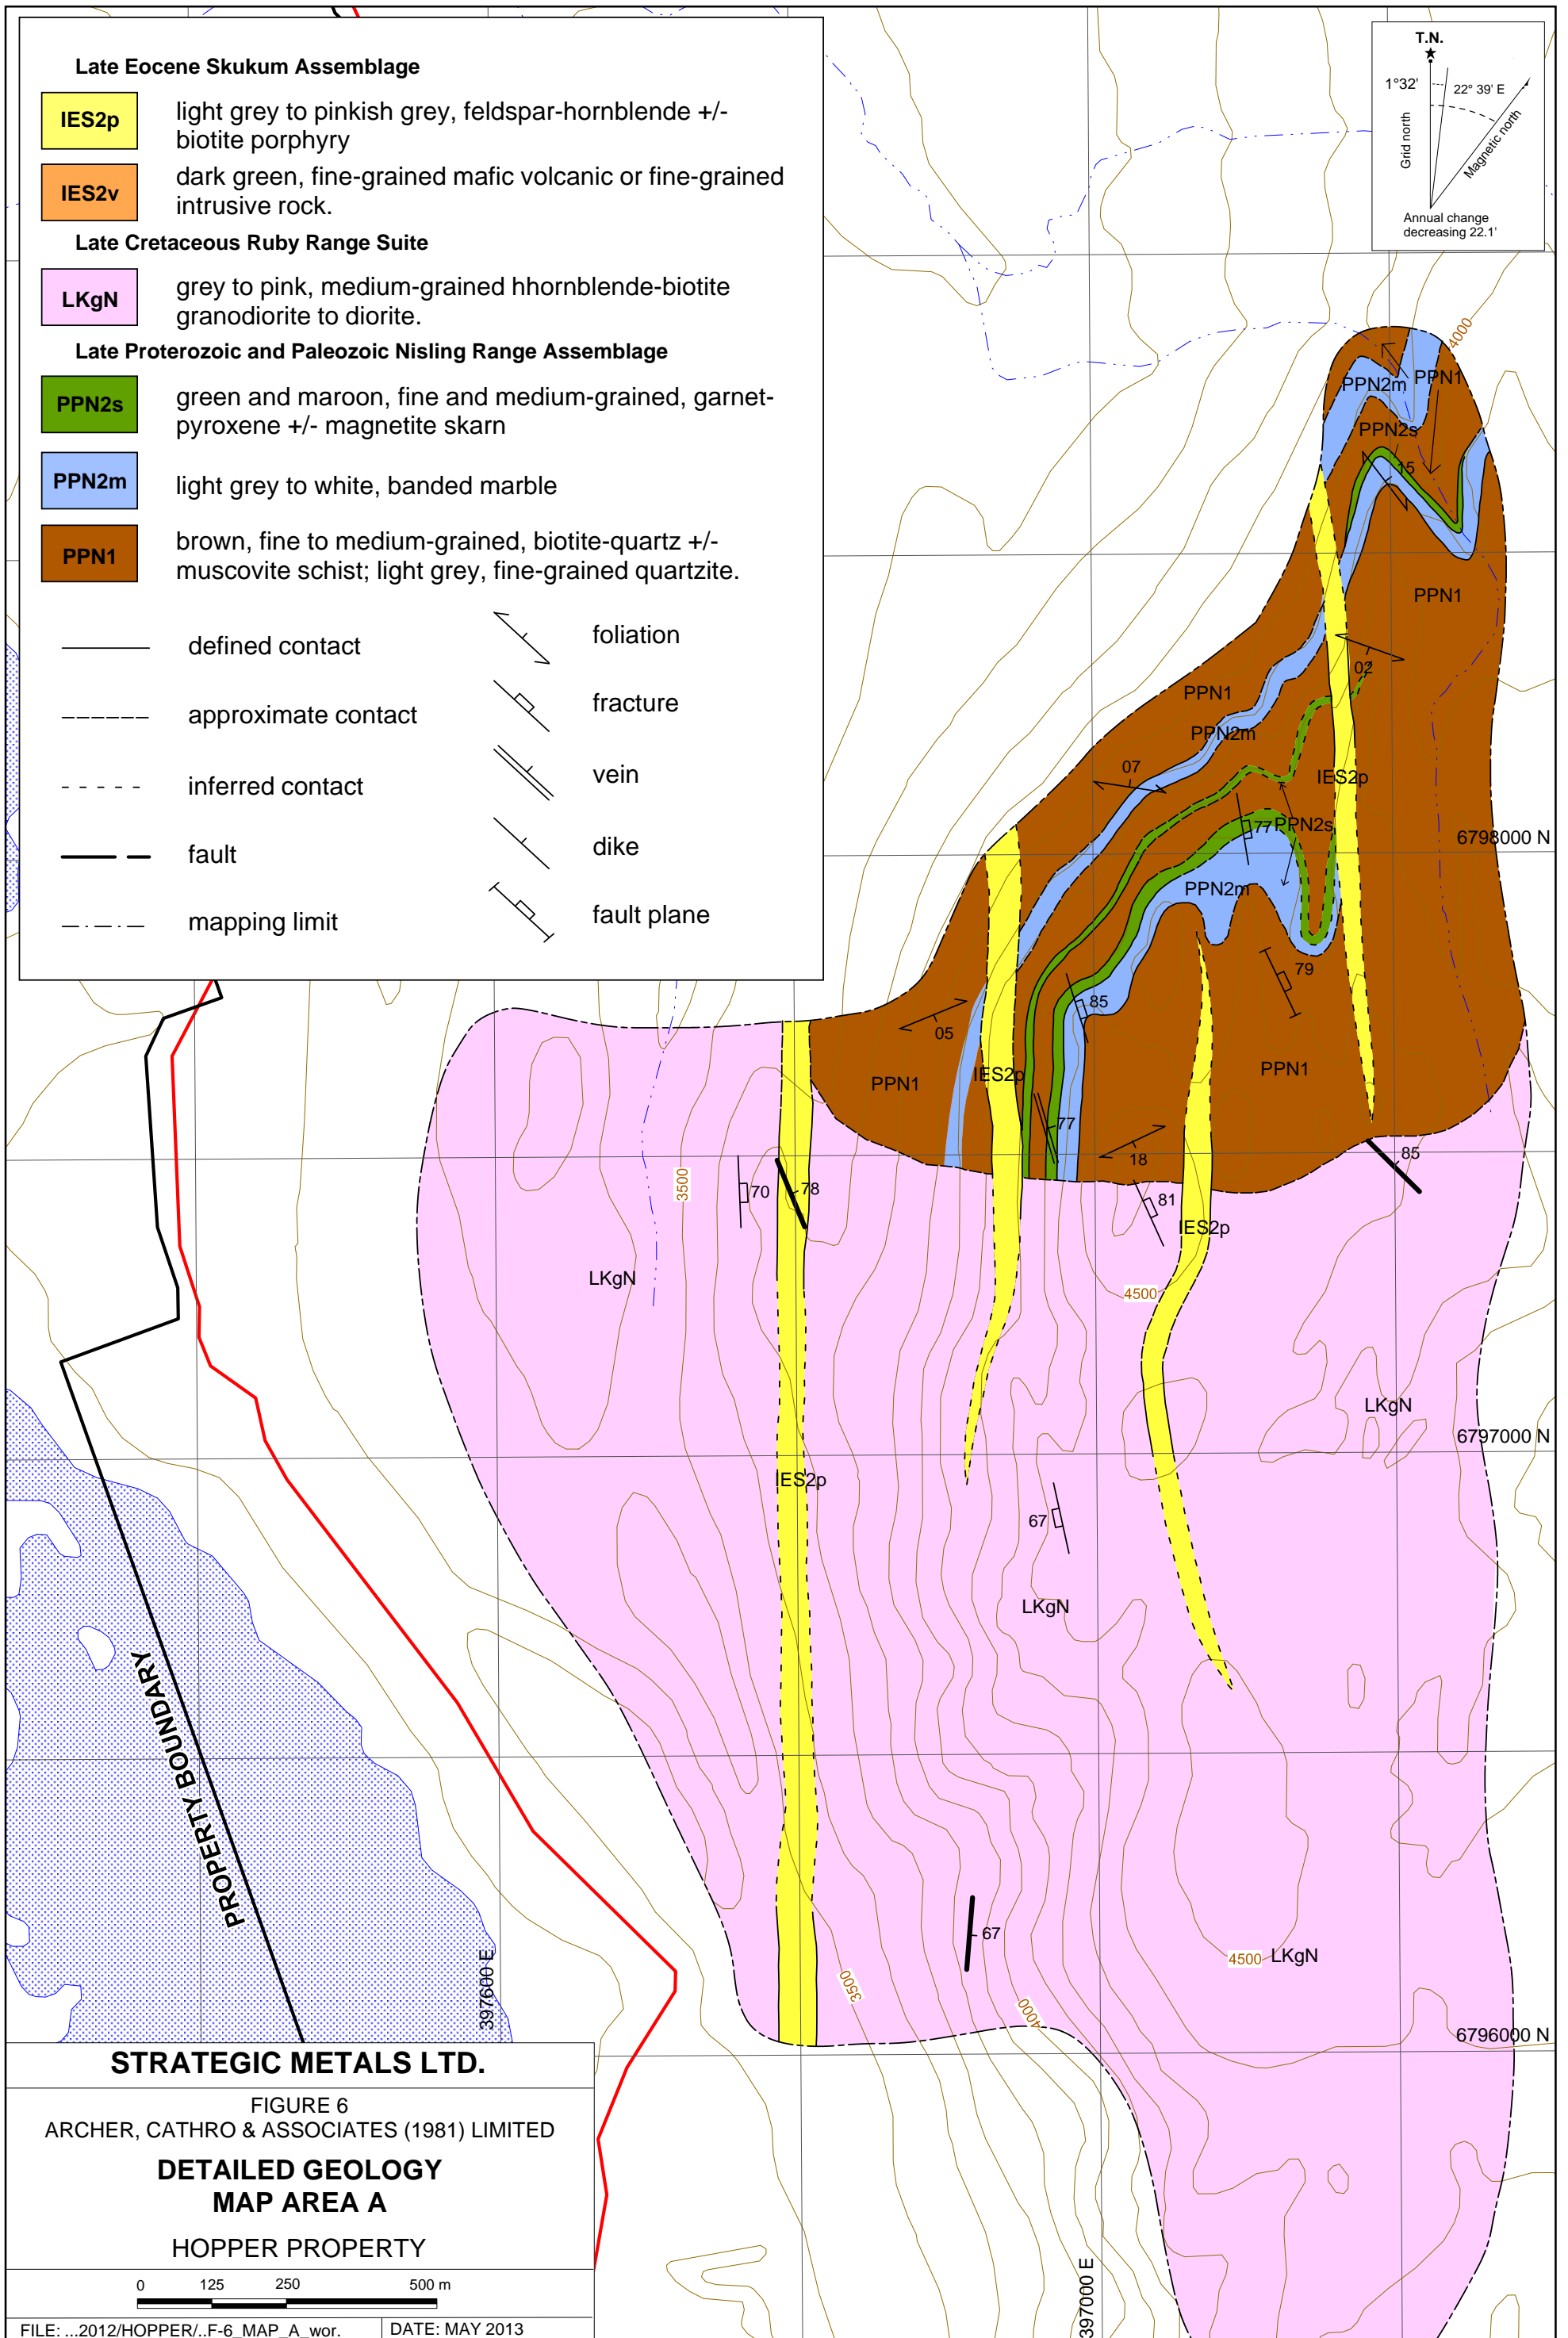 Late Eocene Skukum Assemblage
IES2p
light grey to pinkish grey, feldspar-hornblende +/-
biotite porphyry
IES2v
dark green, fine-grained mafic volcanic or fine-grained
intrusive rock.
Late Cretaceous Ruby Range Suite
LKgN
grey to pink, medium-grained hhornblende-biotite
granodiorite to diorite.
Late Proterozoic and Paleozoic Nisling Range Assemblage
PPN2s
green and maroon, fine and medium-grained, garnet-
pyroxene +/- magnetite skarn
PPN2m
light grey to white, banded marble
PPN1
brown, fine to medium-grained, biotite-quartz +/-
muscovite schist; light grey, fine-grained quartzite.
defined contact
foliation
approximate contact
fracture
inferred contact
vein
fault
dike
mapping limit
fault plane
T.N.
1°32'
22° 39' E
Grid north
Magnetic north
Annual change
decreasing 22.1'
4000
PPN2m
PPN1
PPN2s
15
PPN1
02
PPN1
PPN2m
07
IES2p
77
PPN2s
6798000 N
PPN2m
79
85
05
IES2p
PPN1
PPN1
77
18
85
3500
70
78
81
IES2p
LKgN
4500
LKgN
6797000 N
IES2p
67
LKgN
PROPERTY BOUNDARY
67
4500
LKgN
397600 E
3500
4000
6796000 N
397000 E
STRATEGIC METALS LTD.
FIGURE 6
ARCHER, CATHRO & ASSOCIATES (1981) LIMITED
DETAILED GEOLOGY
MAP AREA A
HOPPER PROPERTY
0 125 250 500 m
FILE: ...2012/HOPPER/..F-6_MAP_A_wor.
DATE: MAY 2013